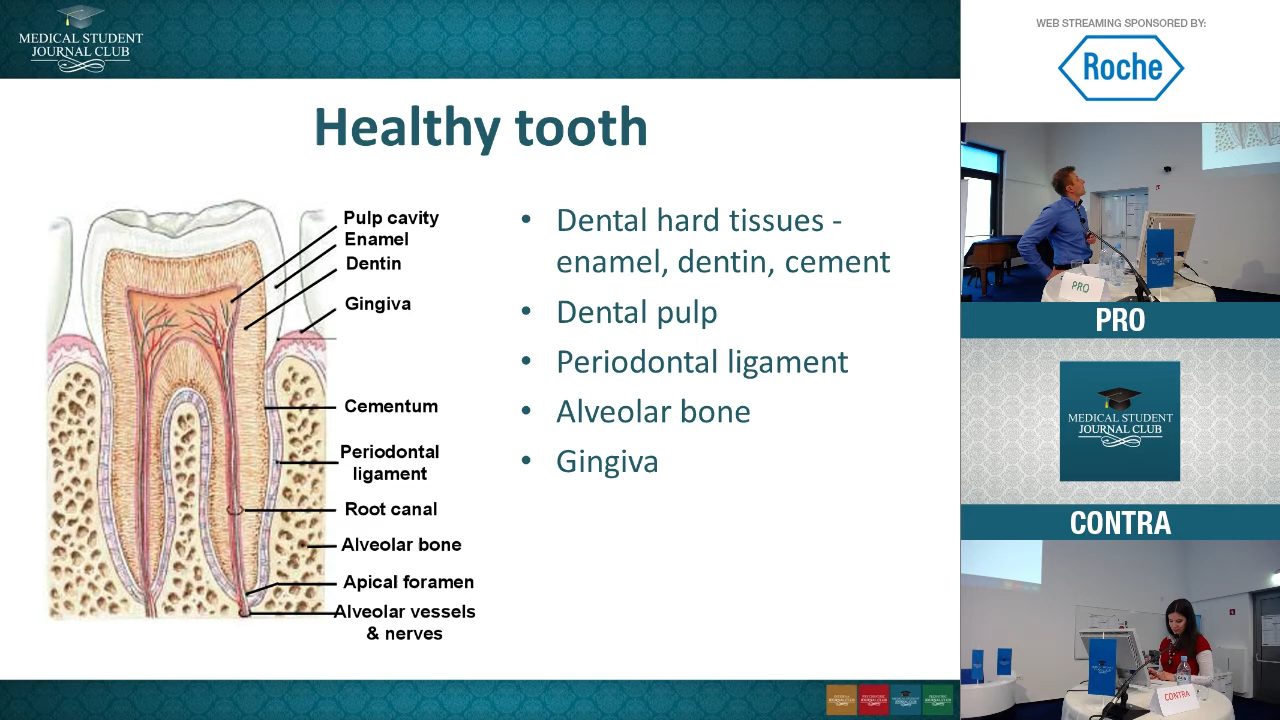 MEDICAL STUDENT
JOURNAL CLUB
Healthy tooth
Pulp cavity
Enamel
Dentin
Gingiva
Cementum
Periodontal
ligament
Root canal
Alveolar bone
Apical foramen
Alveolar vessels
& nerves
• Dental hard tissues -
enamel, dentin, cement
• Dental pulp
• Periodontal ligament
• Alveolar bone
• Gingiva
WEB STREAMING SPONSORED BY:
Roche
PRO
PRO
MEDICAL STUDENT
JOURNAL CLUB
CONTRA
CONTRA